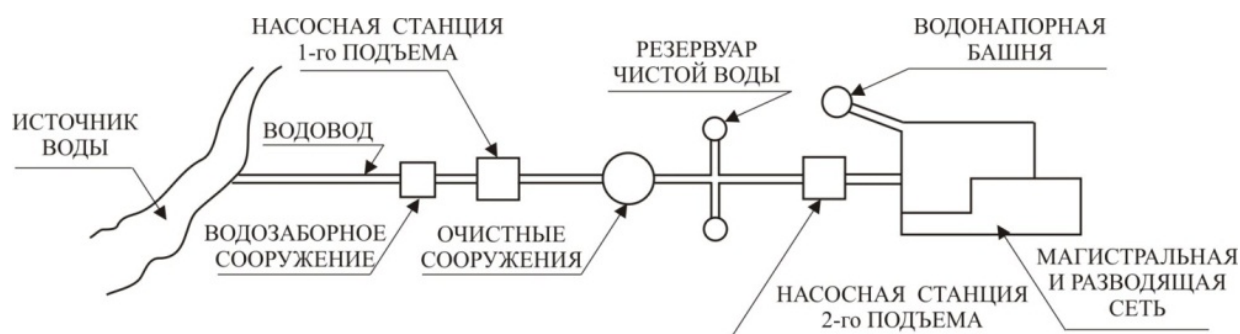 НАСОСНАЯ СТАНЦИЯ
1-го ПОДЪЕМА
РЕЗЕРВУАР
ЧИСТОЙ ВОДЫ
ВОДОНАПОРНАЯ
БАШНЯ
ИСТОЧНИК
ВОДЫ
ВОДОВОД
ВОДОЗАБОРНОЕ
СООРУЖЕНИЕ
ОЧИСТНЫЕ
СООРУЖЕНИЯ
НАСОСНАЯ СТАНЦИЯ
2-го ПОДЪЕМА
МАГИСТРАЛЬНАЯ
И РАЗВОДЯЩАЯ
СЕТЬ